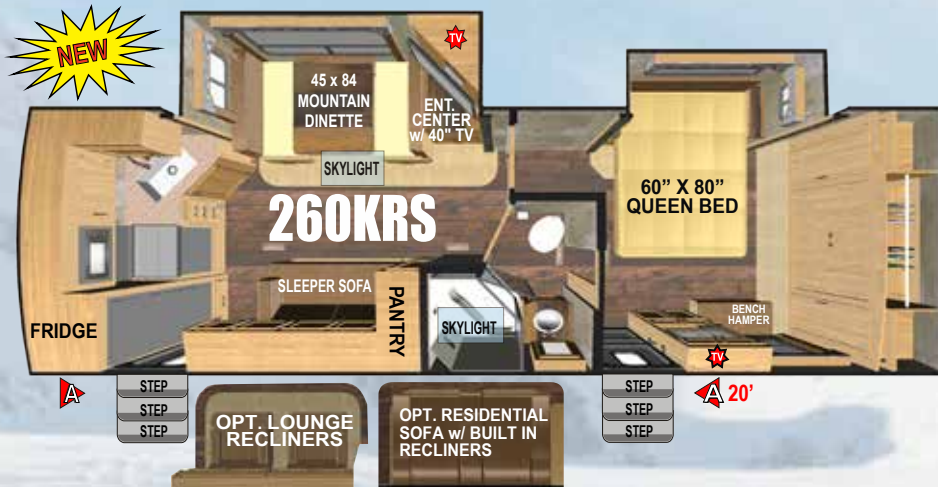 NEW
TV
45 x 84
MOUNTAIN
DINETTE
ENT.
CENTER
w/ 40" TV
SKYLIGHT
260KRS
60” X 80”
QUEEN BED
SLEEPER SOFA
PANTRY
FRIDGE
SKYLIGHT
BENCH
HAMPER
TV
A
STEP
STEP
STEP
OPT. LOUNGE
RECLINERS
OPT. RESIDENTIAL
SOFA w/ BUILT IN
RECLINERS
STEP
STEP
STEP
A 20’